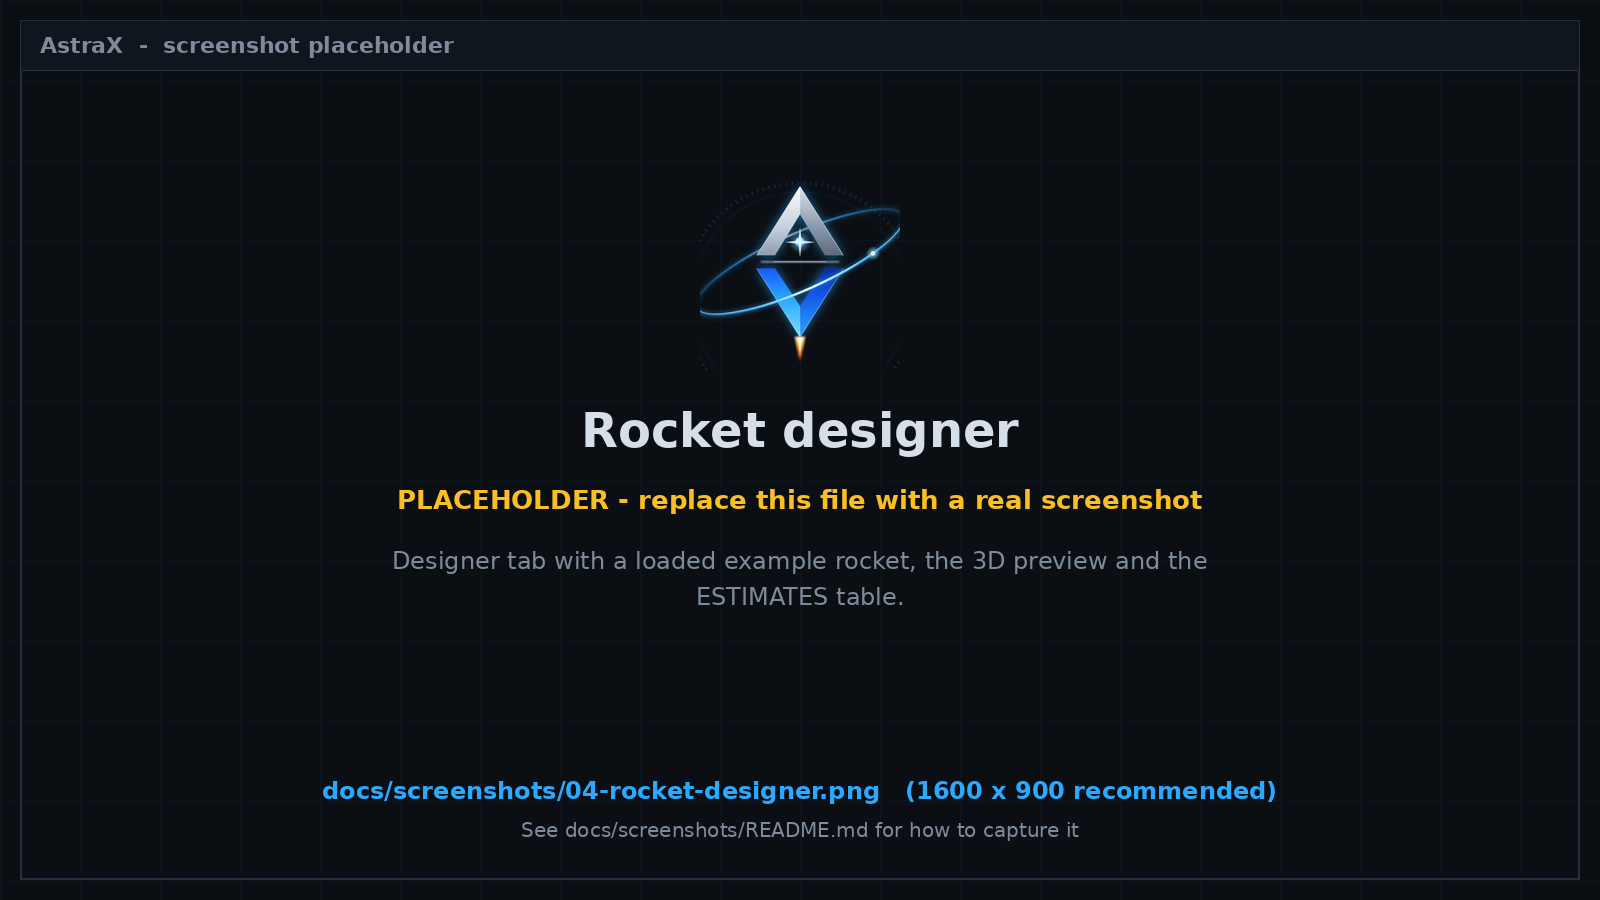 AstraX - screenshot placeholder
Rocket designer
PLACEHOLDER - replace this file with a real screenshot
Designer tab with a loaded example rocket, the 3D preview and the
ESTIMATES table.
docs/screenshots/04-rocket-designer.png (1600 x 900 recommended)
See docs/screenshots/README.md for how to capture it